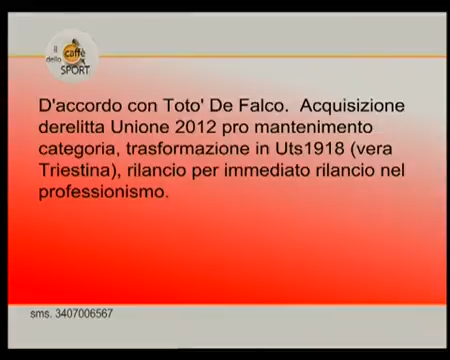 il
caffè
dello
SPORT
D'accordo con Toto' De Falco.  Acquisizione
derelitta Unione 2012 pro mantenimento
categoria, trasformazione in Uts1918 (vera
Triestina), rilancio per immediato rilancio nel
professionismo.
sms. 3407006567